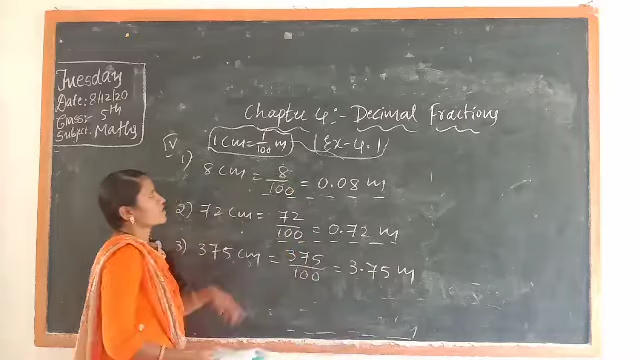 Tuesday
Date: 8/12/20
Class:- 5th
Subject: Maths
Chapter 4:- Decimal Fractions
V 1 cm = 1/100 m Ex-4.1
1) 8 cm = 8/100 = 0.08 m
2) 72 cm = 72/100 = 0.72 m
3) 375 cm = 375/100 = 3.75 m